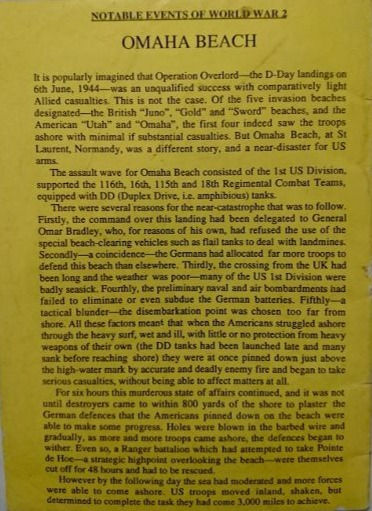 NOTABLE EVENTS OF WORLD WAR 2
OMAHA BEACH
It is popularly imagined that Operation Overlord—the D-Day landings on
6th June, 1944—was an unqualified success with comparatively light
Allied casualties. This is not the case. Of the five invasion beaches
designated—the British "Juno", "Gold" and "Sword" beaches, and the
American "Utah" and "Omaha", the first four indeed saw the troops
ashore with minimal if substantial casualties. But Omaha Beach, at St
Laurent, Normandy, was a different story, and a near-disaster for US
arms.
The assault wave for Omaha Beach consisted of the 1st US Division,
supported the 116th, 16th, 115th and 18th Regimental Combat Teams,
equipped with DD (Duplex Drive, i.e. amphibious) tanks.
There were several reasons for the near-catastrophe that was to follow.
Firstly, the command over this landing had been delegated to General
Omar Bradley, who, for reasons of his own, had refused the use of the
special beach-clearing vehicles such as flail tanks to deal with landmines.
Secondly—a coincidence—the Germans had allocated far more troops to
defend this beach than elsewhere. Thirdly, the crossing from the UK had
been long and the weather was poor—many of the US 1st Division were
badly seasick. Fourthly, the preliminary naval and air bombardments had
failed to eliminate or even subdue the German batteries. Fifthly—a
tactical blunder—the disembarkation point was chosen too far from
shore. All these factors meant that when the Americans struggled ashore
through the heavy surf, wet and ill, with little or no protection from heavy
weapons of their own (the DD tanks had been launched late and many
sank before reaching shore) they were at once pinned down just above
the high-water mark by accurate and deadly enemy fire and began to take
serious casualties, without being able to affect matters at all.
For six hours this murderous state of affairs continued, and it was not
until destroyers came to within 800 yards of the shore to plaster the
German defences that the Americans pinned down on the beach were
able to make some progress. Holes were blown in the barbed wire and
gradually, as more and more troops came ashore, the defences began to
wither. Even so, a Ranger battalion which had attempted to take Pointe
de Hoe—a strategic highpoint overlooking the beach—were themselves
cut off for 48 hours and had to be rescued.
However by the following day the sea had moderated and more forces
were able to come ashore. US troops moved inland, shaken, but
determined to complete the task they had come 3,000 miles to achieve.